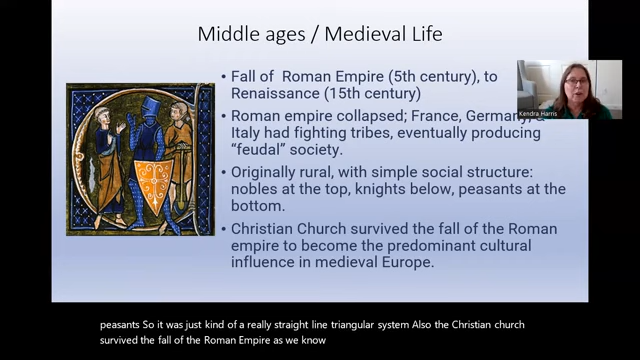 Middle ages / Medieval Life
• Fall of Roman Empire (5th century), to
Renaissance (15th century)
• Roman empire collapsed; France, Germany,
Italy had fighting tribes, eventually producing
“feudal” society.
• Originally rural, with simple social structure:
nobles at the top, knights below, peasants at the
bottom.
• Christian Church survived the fall of the Roman
empire to become the predominant cultural
influence in medieval Europe.
Kendra Harris
peasants So it was just kind of a really straight line triangular system Also the Christian church
survived the fall of the Roman Empire as we know